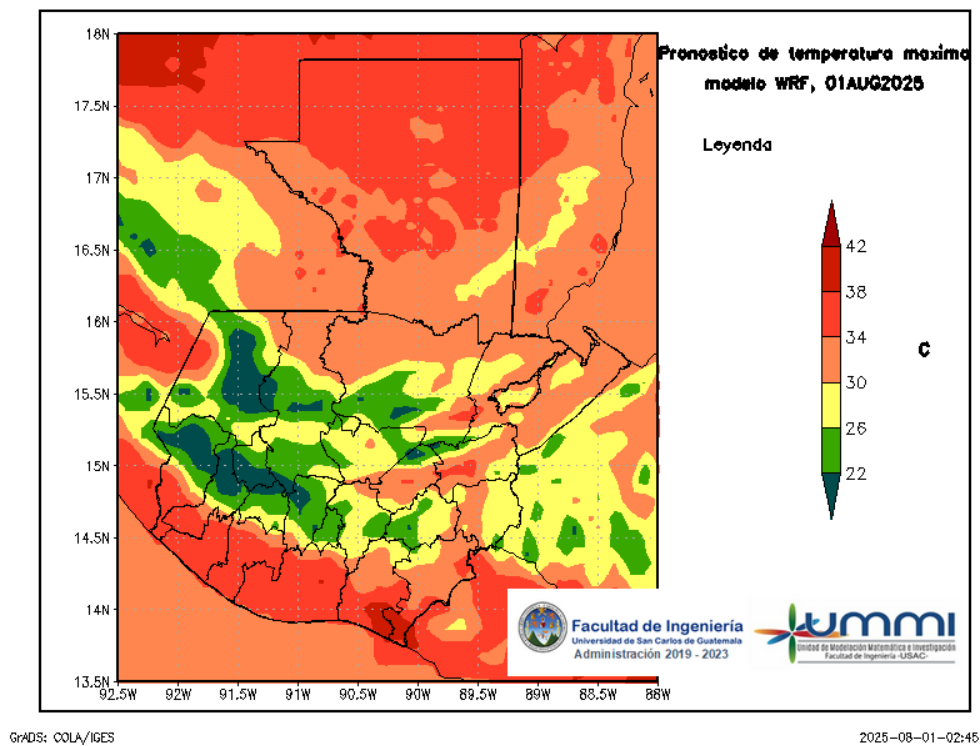 Pronostico de temperatura maxima
modelo WRF, 01AUG2025
Leyenda
18N
17.5N
17N
16.5N
16N
15.5N
15N
14.5N
14N
13.5N
92.5W
92W
91.5W
91W
90.5W
90W
89.5W
89W
88.5W
88W
42
38
34
30
26
22
C
Facultad de Ingeniería
Universidad de San Carlos de Guatemala
Administración 2019 - 2023
ummi
Unidad de Modelación Matemática e Investigación
Facultad de Ingeniería -USAC-
GrADS: COLA/IGES
2025-08-01-02:45